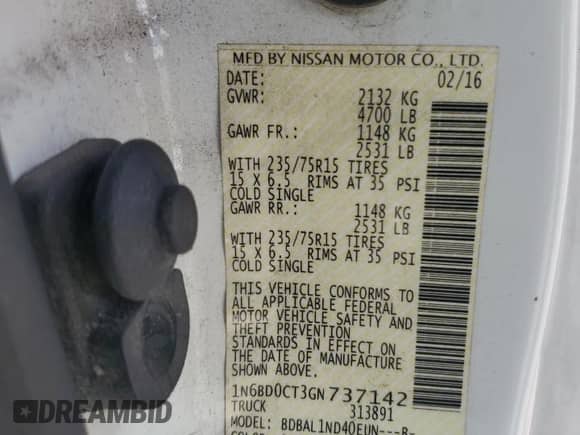 MFD BY NISSAN MOTOR CO., LTD.
DATE: 02/16
GVWR: 2132 KG
4700 LB
GAWR FR.: 1148 KG
2531 LB
WITH 235/75R15 TIRES
15 X 6.5 RIMS AT 35 PSI
COLD SINGLE
GAWR RR.: 1148 KG
2531 LB
WITH 235/75R15 TIRES
15 X 6.5 RIMS AT 35 PSI
COLD SINGLE
THIS VEHICLE CONFORMS TO
ALL APPLICABLE FEDERAL
MOTOR VEHICLE SAFETY AND
THEFT PREVENTION
STANDARDS IN EFFECT ON
THE DATE OF MANUFACTURE
SHOWN ABOVE.
1N6BD0CT3GN737142
TRUCK 313891
BDBAL1ND40EUN---B-
DREAMBID